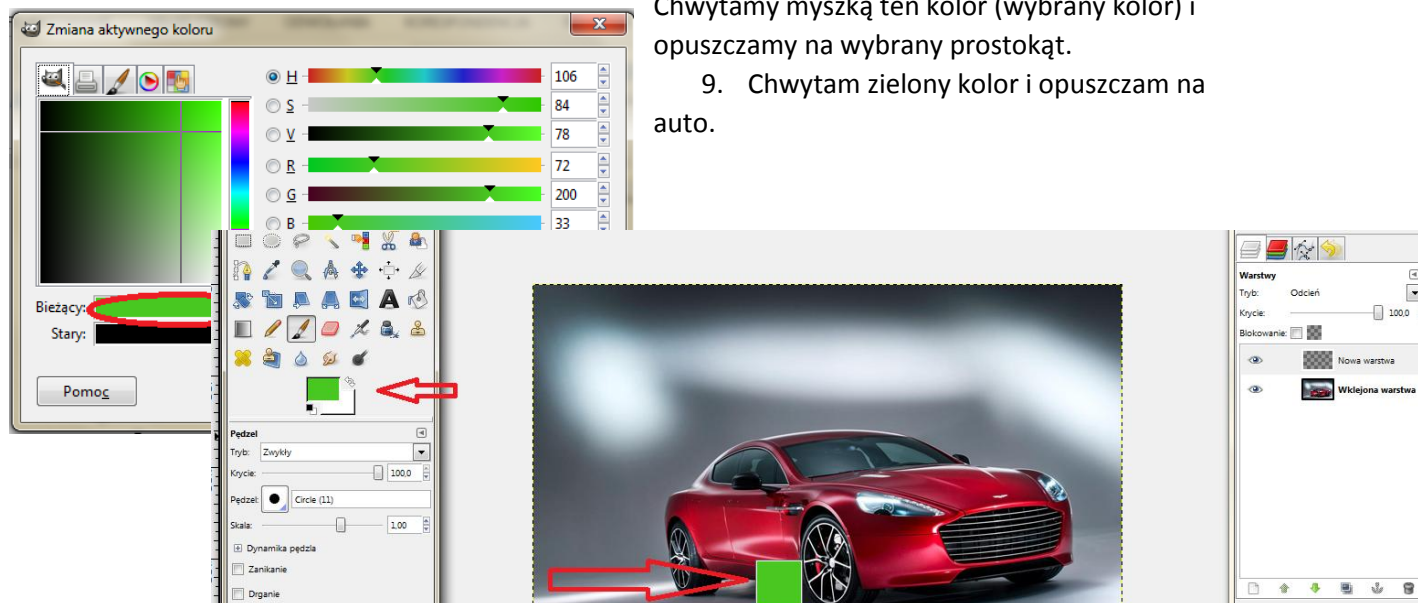 Chwytamy myszką ten kolor (wybrany kolor) i
opuszczamy na wybrany prostokąt.
9. Chwytam zielony kolor i opuszczam na
auto.
Zmiana aktywnego koloru
H 106
S 84
V 78
R 72
G 200
B 33
Bieżący:
Stary:
Pomoc
Pędzel
Tryb: Zwykły
Krycie: 100,0
Pędzel: Circle (11)
Skala: 1,00
Dynamika pędzla
Zanikanie
Drganie
Warstwy
Tryb: Odcień
Krycie: 100,0
Blokowanie:
Nowa warstwa
Wklejona warstwa